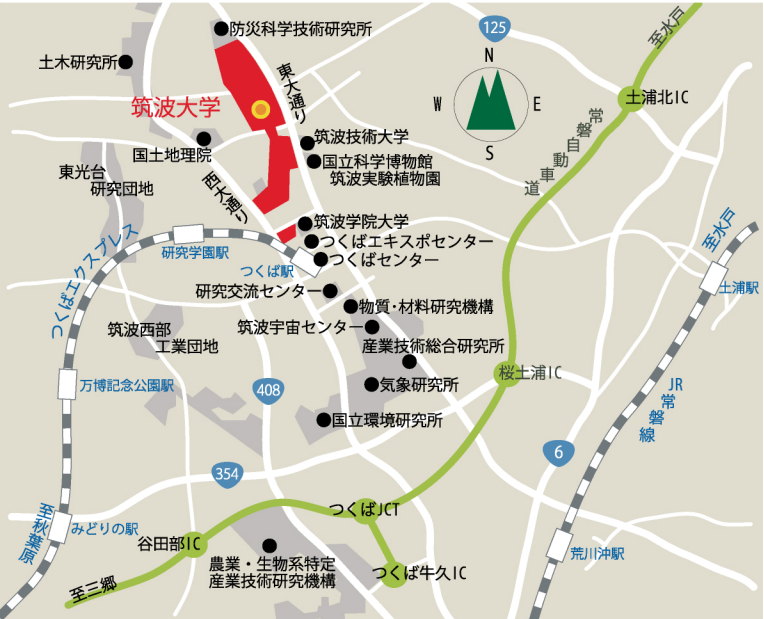 防災科学技術研究所
125
至水戸
土木研究所
N
W
E
S
東大通り
土浦北IC
筑波大学
常磐自動車道
筑波技術大学
国土地理院
国立科学博物館
筑波実験植物園
東光台
研究団地
西大通り
筑波学院大学
つくばエキスポセンター
つくばセンター
研究学園駅
つくば駅
つくばエクスプレス
至水戸
土浦駅
研究交流センター
物質・材料研究機構
筑波宇宙センター
筑波西部
工業団地
産業技術総合研究所
桜土浦IC
気象研究所
万博記念公園駅
408
JR常磐線
国立環境研究所
6
354
つくばJCT
至秋葉原
みどりの駅
谷田部IC
荒川沖駅
農業・生物系特定
産業技術研究機構
つくば牛久IC
至三郷